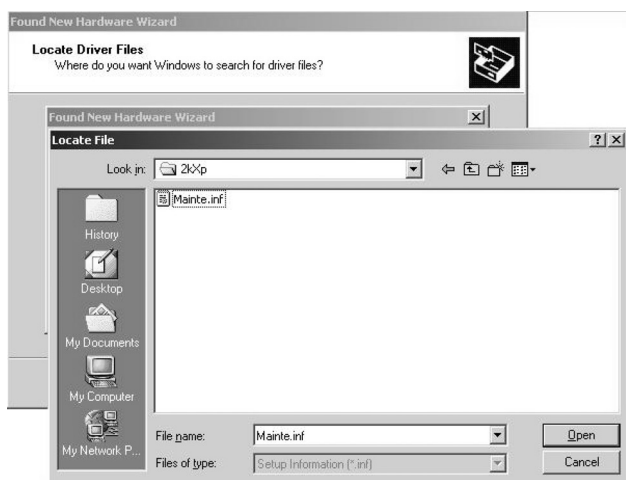 Found New Hardware Wizard
Locate Driver Files
Where do you want Windows to search for driver files?
Found New Hardware Wizard
Locate File
Look in:
2kXp
Mainte.inf
History
Desktop
My Documents
My Computer
My Network P...
File name:
Mainte.inf
Open
Files of type:
Setup Information (*.inf)
Cancel